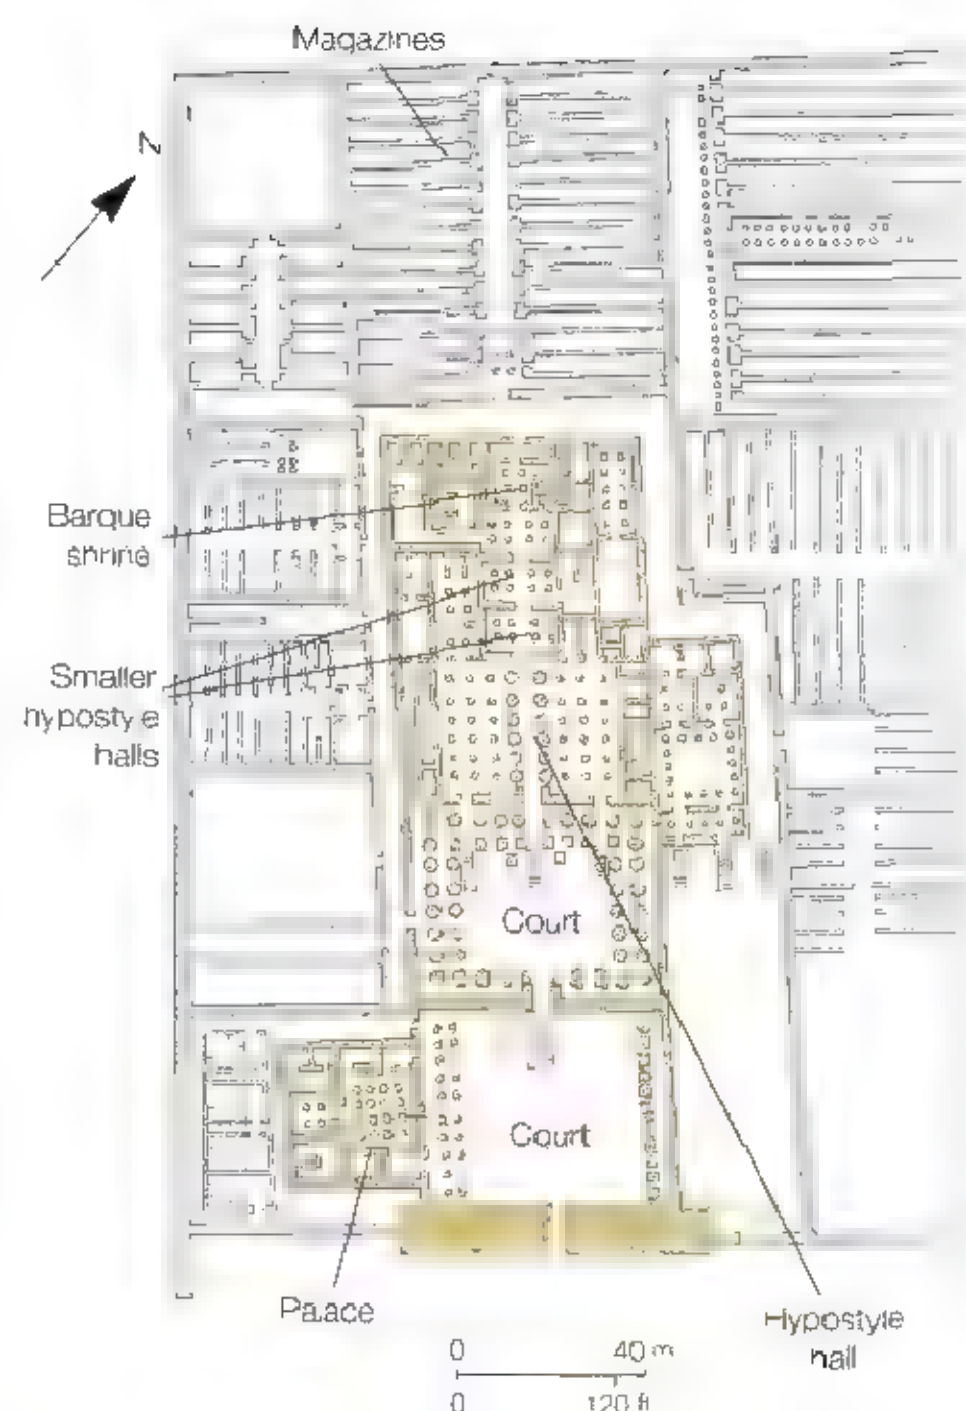 Magazines
N
Barque
shrine
Smaller
hypostyle
halls
Court
Court
Palace
Hypostyle
hall
0 40 m
0 120 ft